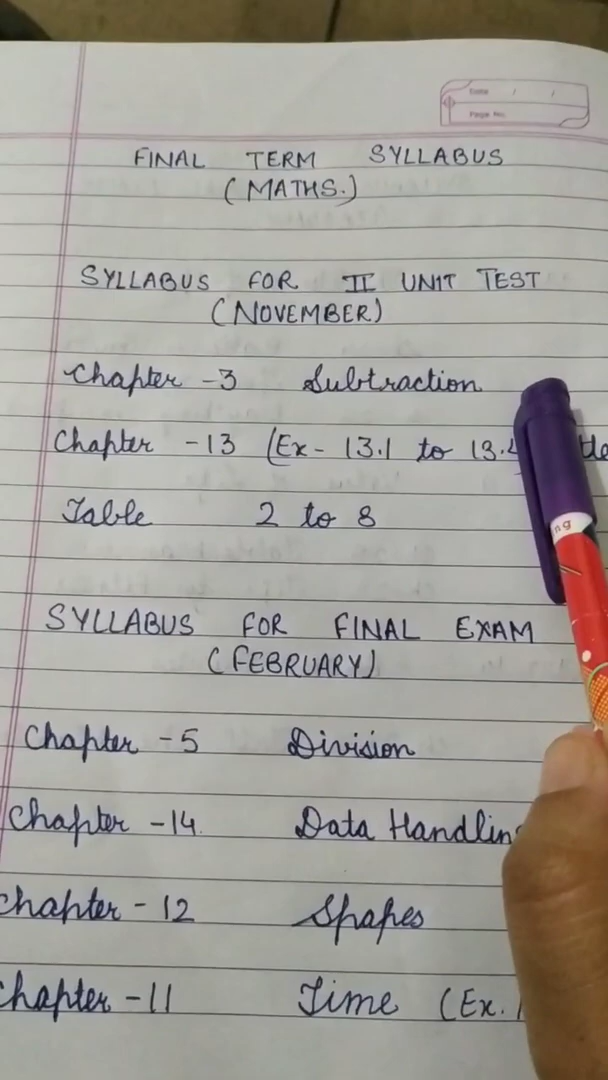 Date / /
Page No.
FINAL TERM SYLLABUS
(MATHS.)
SYLLABUS FOR II UNIT TEST
(NOVEMBER)
Chapter -3 Subtraction
Chapter -13 (Ex- 13.1 to 13.
Table 2 to 8
ng
SYLLABUS FOR FINAL EXAM
(FEBRUARY)
Chapter -5 Division
Chapter -14 Data Handlin
Chapter - 12 Spapes
Chapter -11 Time (Ex.